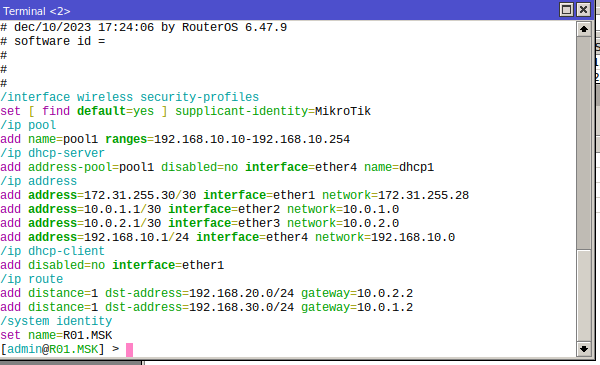 Terminal <2>
# dec/10/2023 17:24:06 by RouterOS 6.47.9
# software id =
#
#
#
/interface wireless security-profiles
set [ find default=yes ] supplicant-identity=MikroTik
/ip pool
add name=pool1 ranges=192.168.10.10-192.168.10.254
/ip dhcp-server
add address-pool=pool1 disabled=no interface=ether4 name=dhcp1
/ip address
add address=172.31.255.30/30 interface=ether1 network=172.31.255.28
add address=10.0.1.1/30 interface=ether2 network=10.0.1.0
add address=10.0.2.1/30 interface=ether3 network=10.0.2.0
add address=192.168.10.1/24 interface=ether4 network=192.168.10.0
/ip dhcp-client
add disabled=no interface=ether1
/ip route
add distance=1 dst-address=192.168.20.0/24 gateway=10.0.2.2
add distance=1 dst-address=192.168.30.0/24 gateway=10.0.1.2
/system identity
set name=R01.MSK
[admin@R01.MSK] >